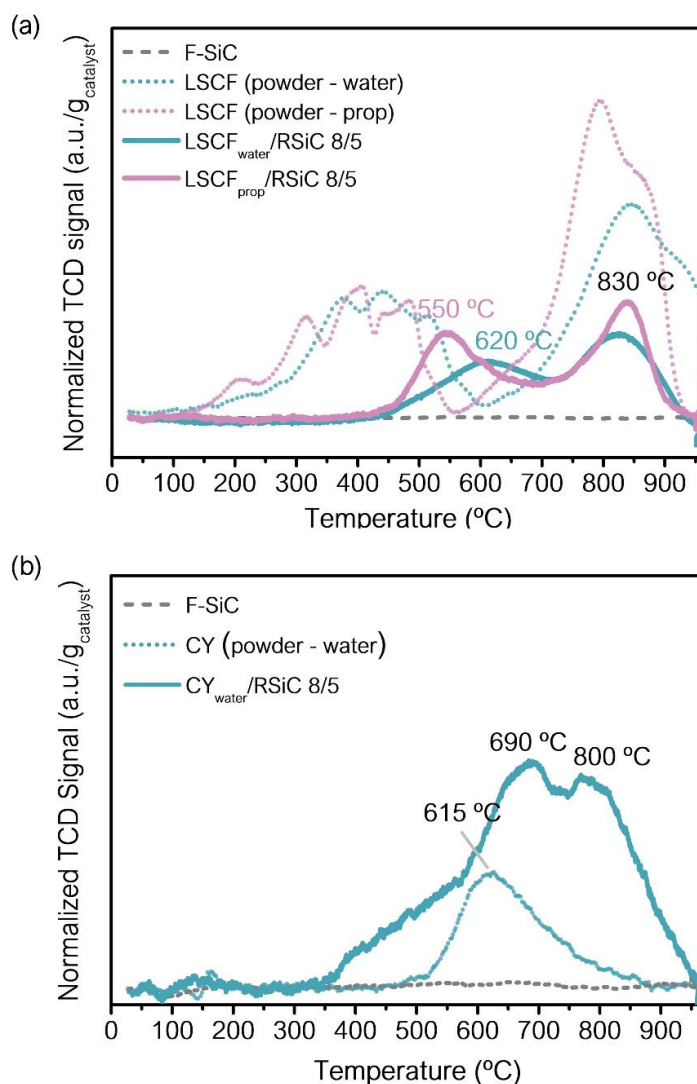 (a)
F-SiC
LSCF (powder - water)
LSCF (powder - prop)
LSCFwater/RSiC 8/5
LSCFprop/RSiC 8/5
550 ºC
620 ºC
830 ºC
Normalized TCD signal (a.u./gcatalyst)
0 100 200 300 400 500 600 700 800 900
Temperature (ºC)
(b)
F-SiC
CY (powder - water)
CYwater/RSiC 8/5
690 ºC
800 ºC
615 ºC
Normalized TCD Signal (a.u./gcatalyst)
0 100 200 300 400 500 600 700 800 900
Temperature (ºC)